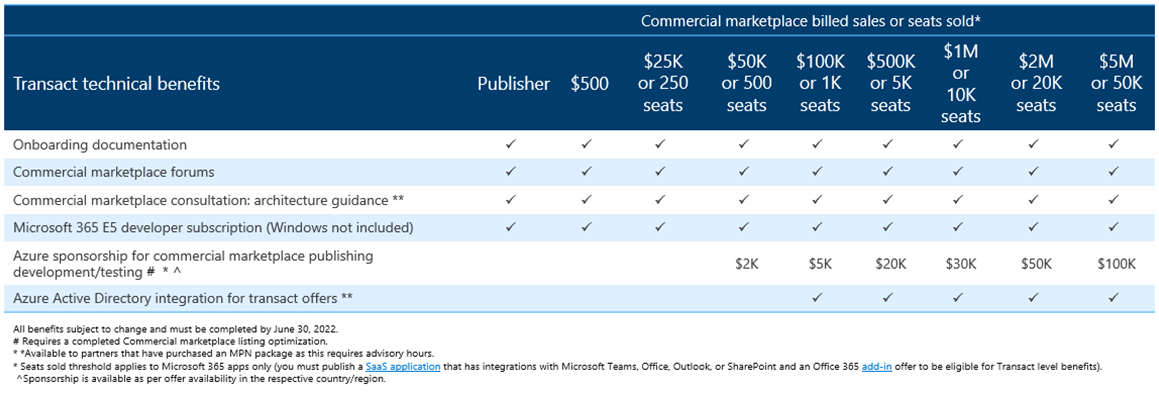 Commercial marketplace billed sales or seats sold*
Transact technical benefits Publisher $500 $25K or 250 seats $50K or 500 seats $100K or 1K seats $500K or 5K seats $1M or 10K seats $2M or 20K seats $5M or 50K seats
Onboarding documentation ✓ ✓ ✓ ✓ ✓ ✓ ✓ ✓ ✓
Commercial marketplace forums ✓ ✓ ✓ ✓ ✓ ✓ ✓ ✓ ✓
Commercial marketplace consultation: architecture guidance ** ✓ ✓ ✓ ✓ ✓ ✓ ✓ ✓ ✓
Microsoft 365 E5 developer subscription (Windows not included) ✓ ✓ ✓ ✓ ✓ ✓ ✓ ✓ ✓
Azure sponsorship for commercial marketplace publishing
development/testing # * ^ $2K $5K $20K $30K $50K $100K
Azure Active Directory integration for transact offers ** ✓ ✓ ✓ ✓ ✓
All benefits subject to change and must be completed by June 30, 2022.
# Requires a completed Commercial marketplace listing optimization.
* *Available to partners that have purchased an MPN package as this requires advisory hours.
* Seats sold threshold applies to Microsoft 365 apps only (you must publish a SaaS application that has integrations with Microsoft Teams, Office, Outlook, or SharePoint and an Office 365 add-in offer to be eligible for Transact level benefits).
^Sponsorship is available as per offer availability in the respective country/region.